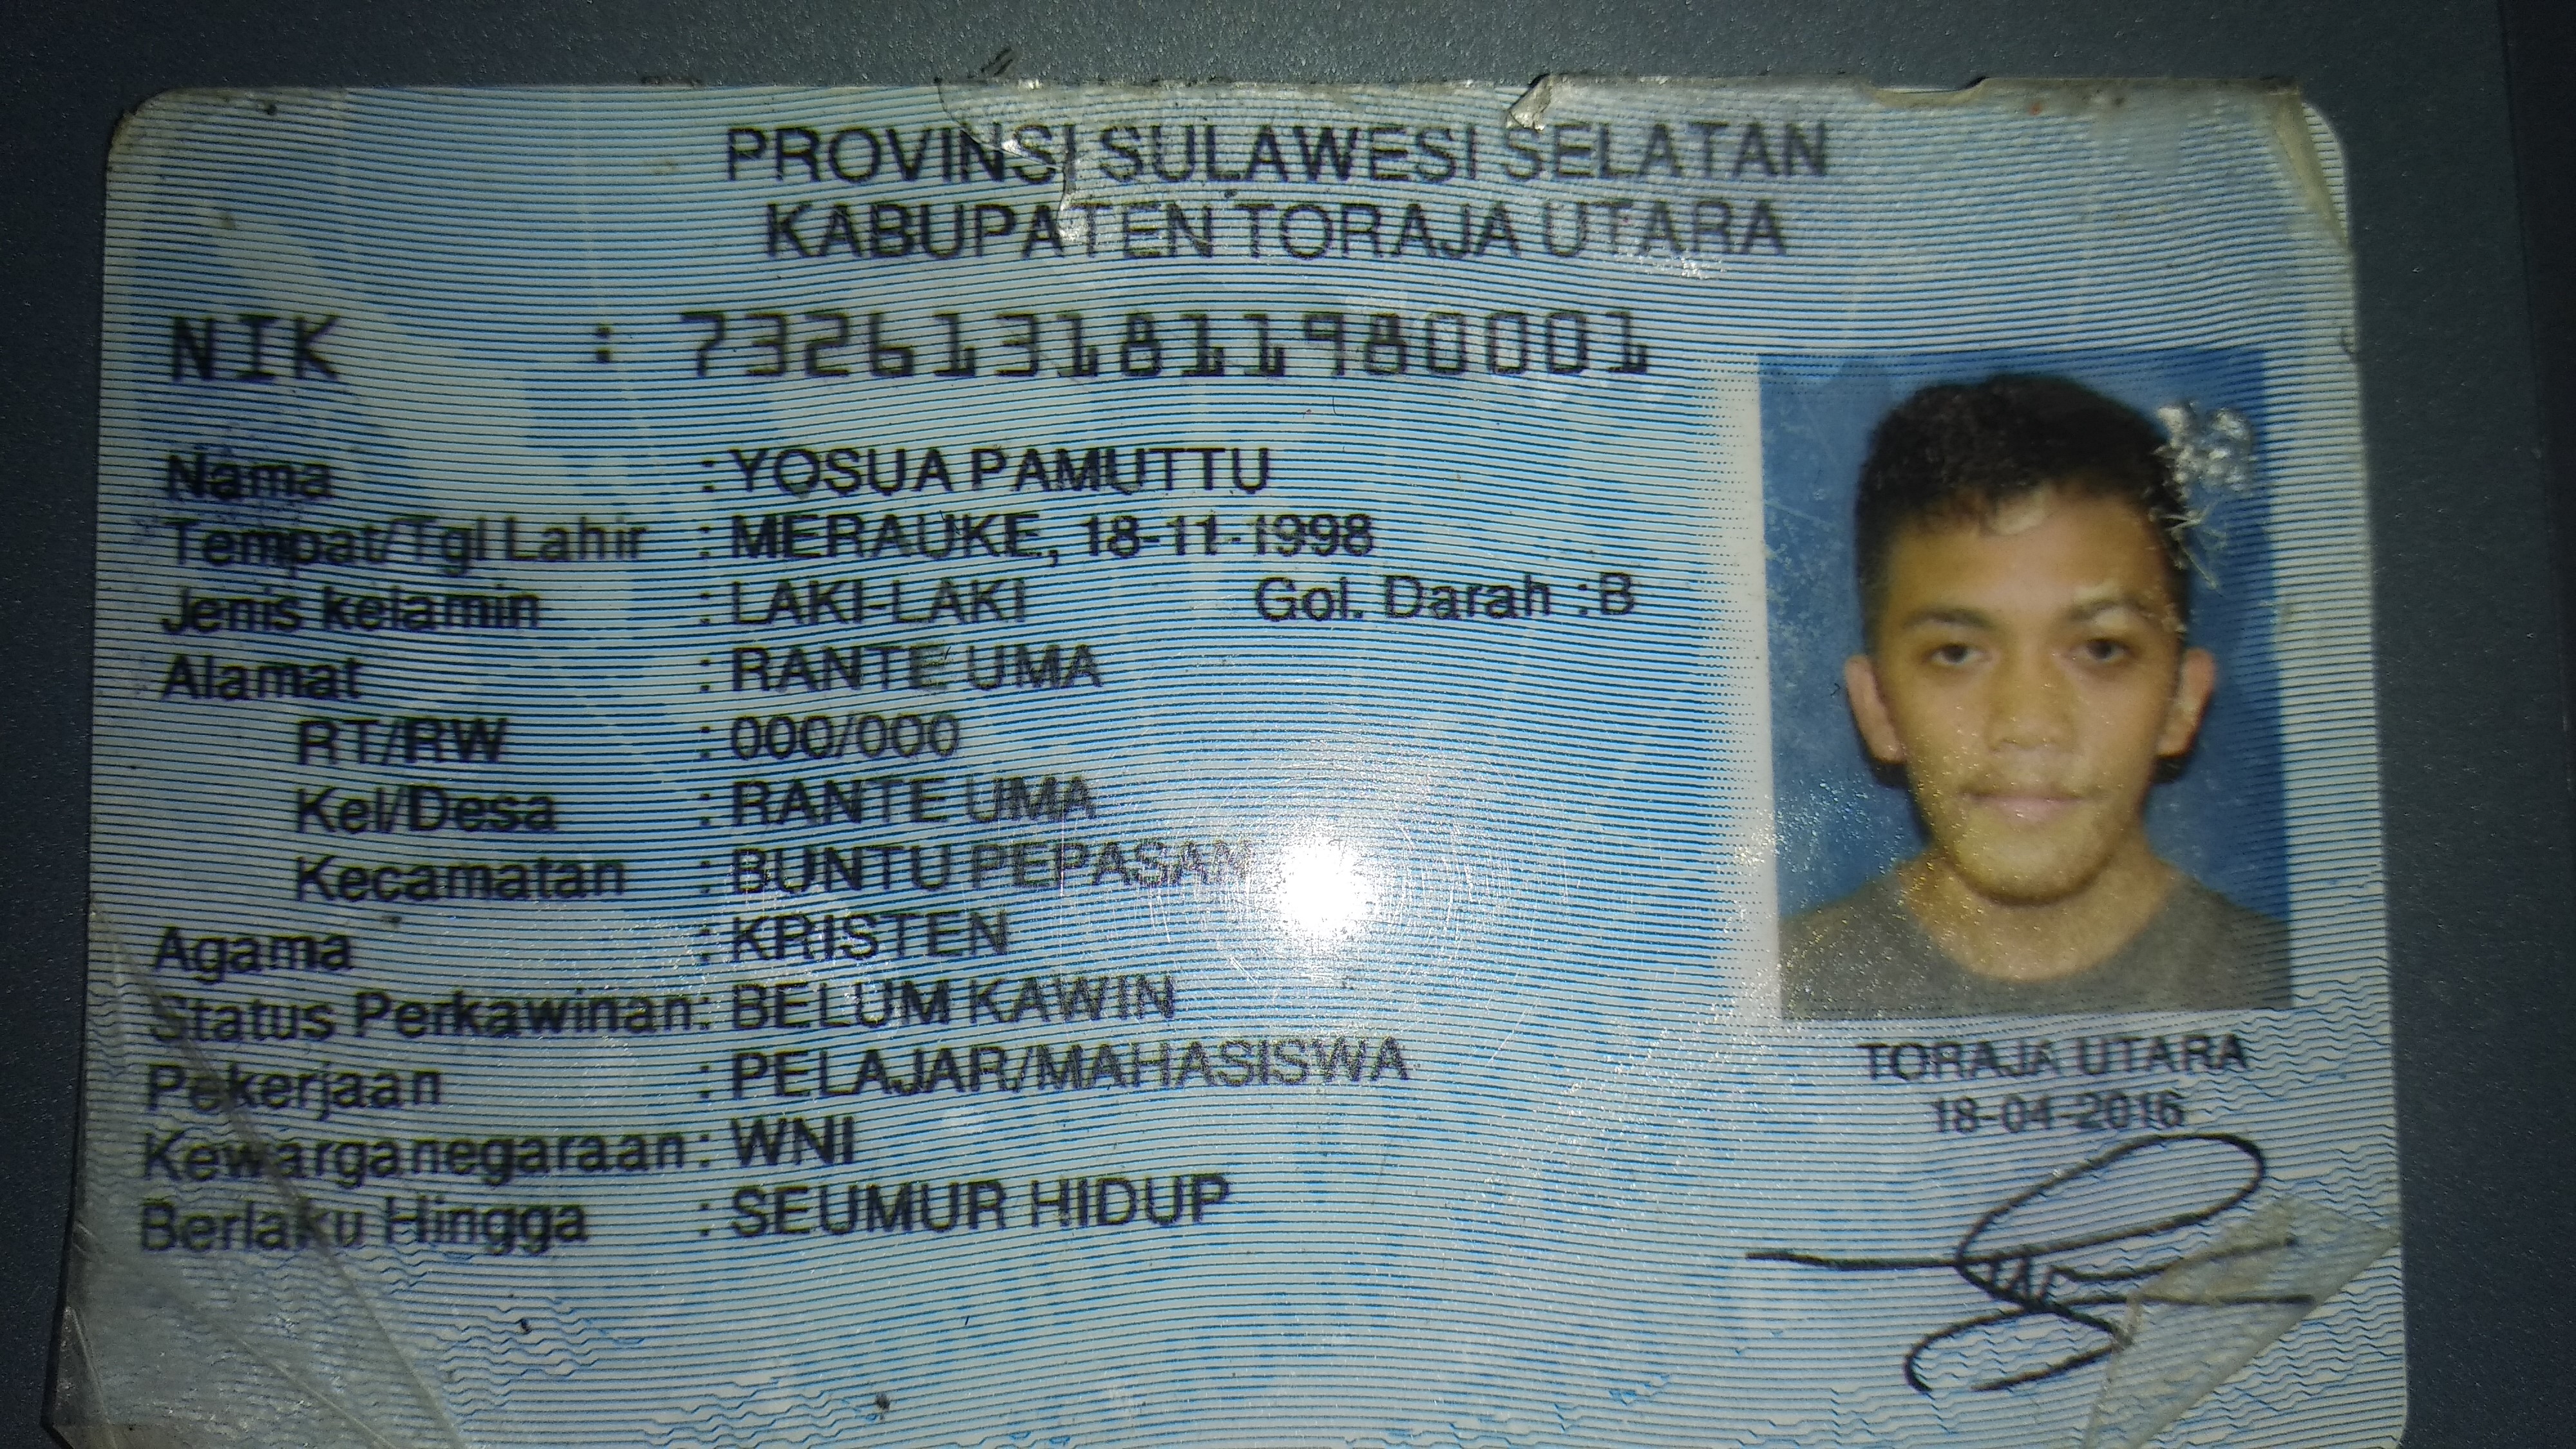 PROVINSI SULAWESI SELATAN
KABUPATEN TORAJA UTARA
NIK : 7326131811980001
Nama : YOSUA PAMUTTU
Tempat/Tgl Lahir : MERAUKE, 18-11-1998
Jenis kelamin : LAKI-LAKI Gol. Darah : B
Alamat : RANTE UMA
RT/RW : 000/000
Kel/Desa : RANTE UMA
Kecamatan : BUNTU PEPASAN
Agama : KRISTEN
Status Perkawinan : BELUM KAWIN
Pekerjaan : PELAJAR/MAHASISWA
Kewarganegaraan : WNI
Berlaku Hingga : SEUMUR HIDUP
TORAJA UTARA
18-04-2016